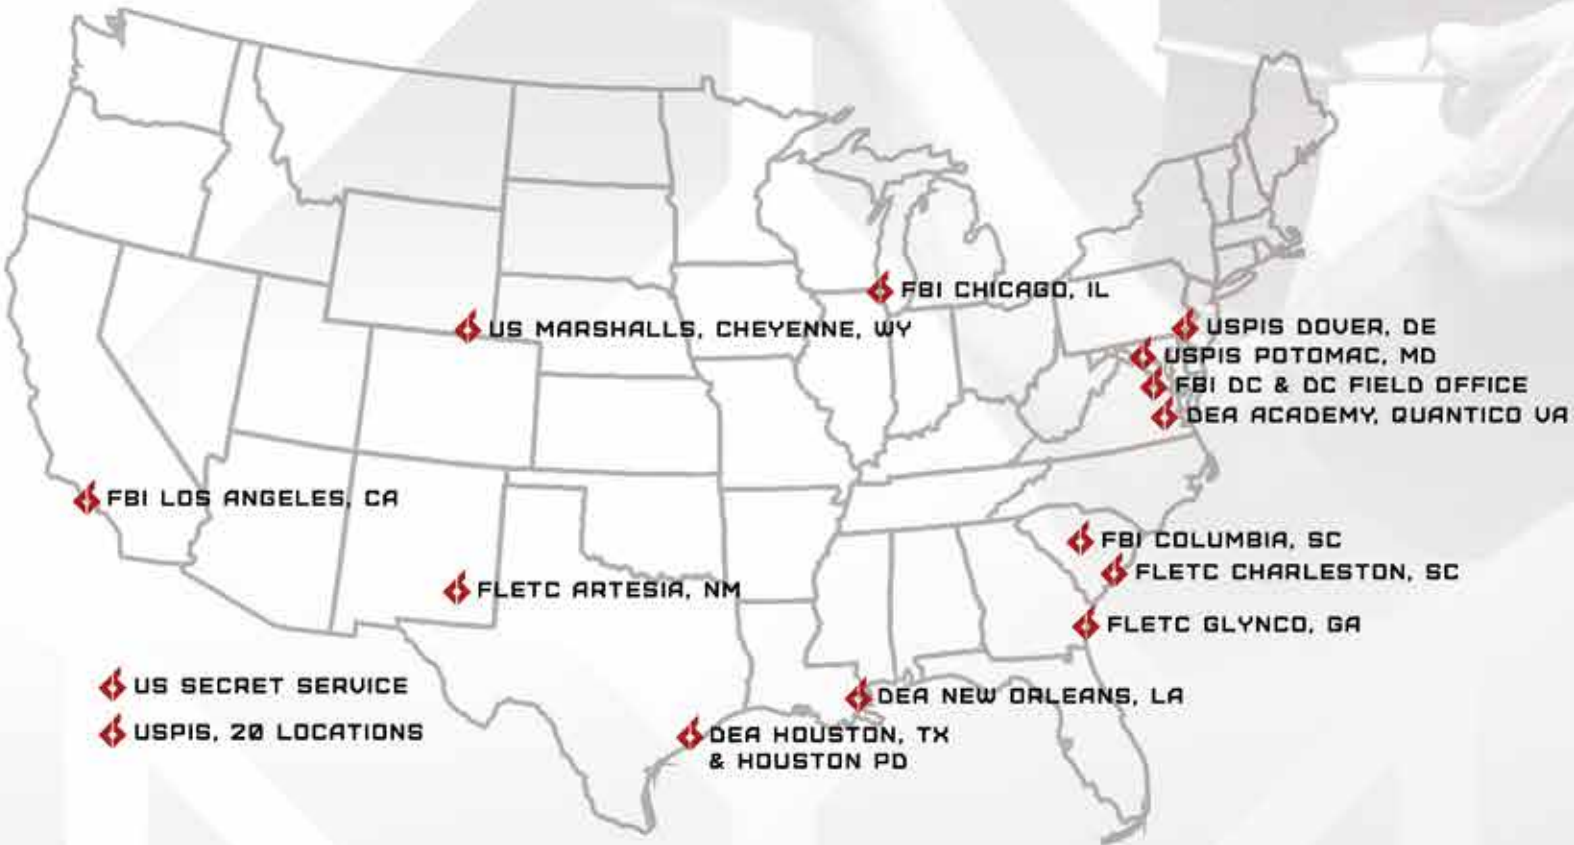 FBI CHICAGO, IL
US MARSHALLS, CHEYENNE, WY
USPIS DOVER, DE
USPIS POTOMAC, MD
FBI DC & DC FIELD OFFICE
DEA ACADEMY, QUANTICO VA
FBI LOS ANGELES, CA
FBI COLUMBIA, SC
FLETC CHARLESTON, SC
FLETC ARTESIA, NM
FLETC GLYNCO, GA
US SECRET SERVICE
DEA NEW ORLEANS, LA
USPIS, 20 LOCATIONS
DEA HOUSTON, TX
& HOUSTON PD